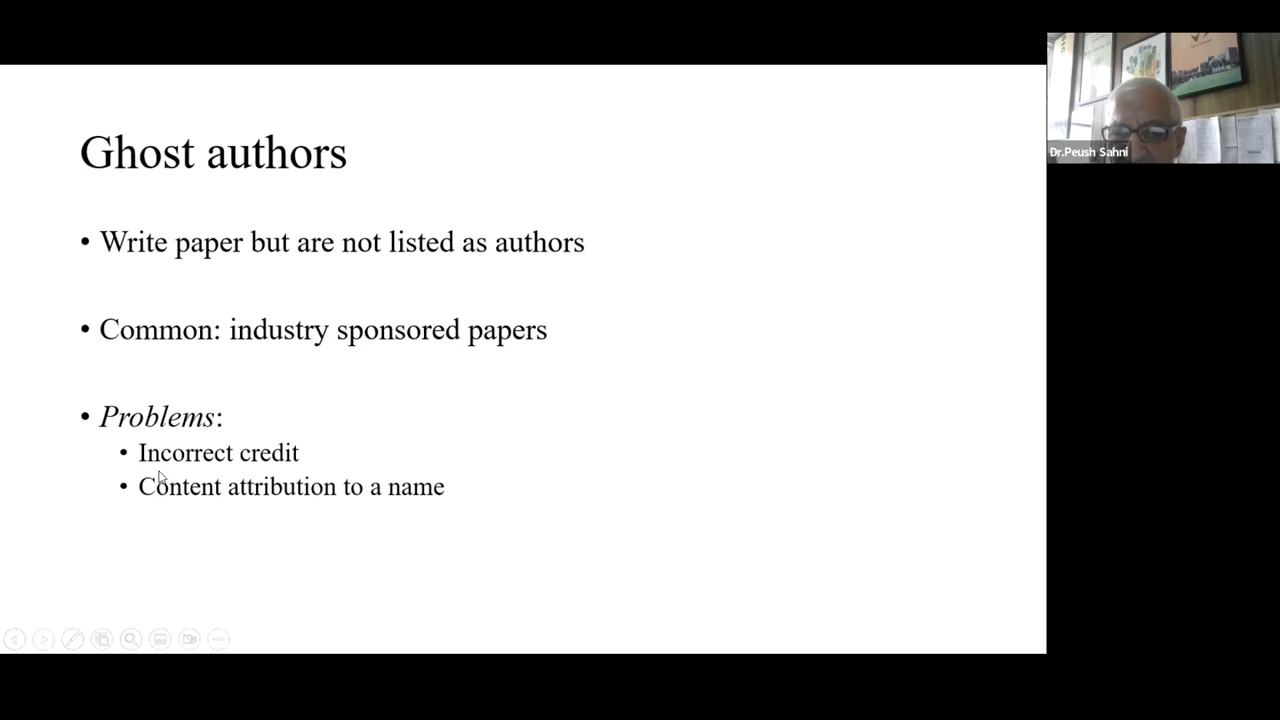 Ghost authors
• Write paper but are not listed as authors
• Common: industry sponsored papers
• Problems:
• Incorrect credit
• Content attribution to a name
Dr.Peush Sahni